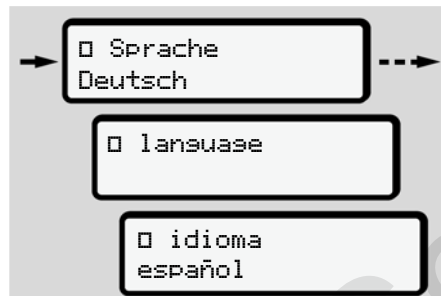 □ Sprache
Deutsch
□ language
□ idioma
español